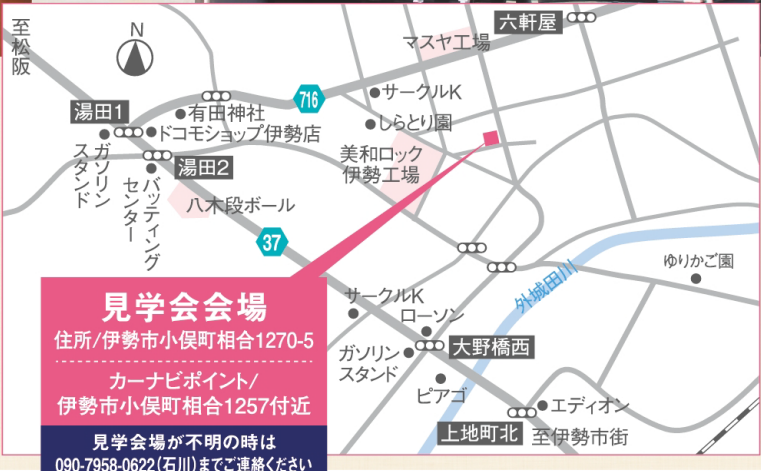 六軒屋
至松阪
N
マスヤ工場
716
サークルK
湯田1
有田神社
ドコモショップ伊勢店
しらとり園
ガソリン
スタンド
湯田2
美和ロック
伊勢工場
バッティング
センター
八木段ボール
37
外城田川
ゆりかご園
見学会会場
住所/伊勢市小俣町相合1270-5
カーナビポイント/
伊勢市小俣町相合1257付近
見学会場が不明の時は
090-7958-0622(石川)までご連絡ください
サークルK
ローソン
ガソリン
スタンド
大野橋西
ピアゴ
エディオン
上地町北
至伊勢市街